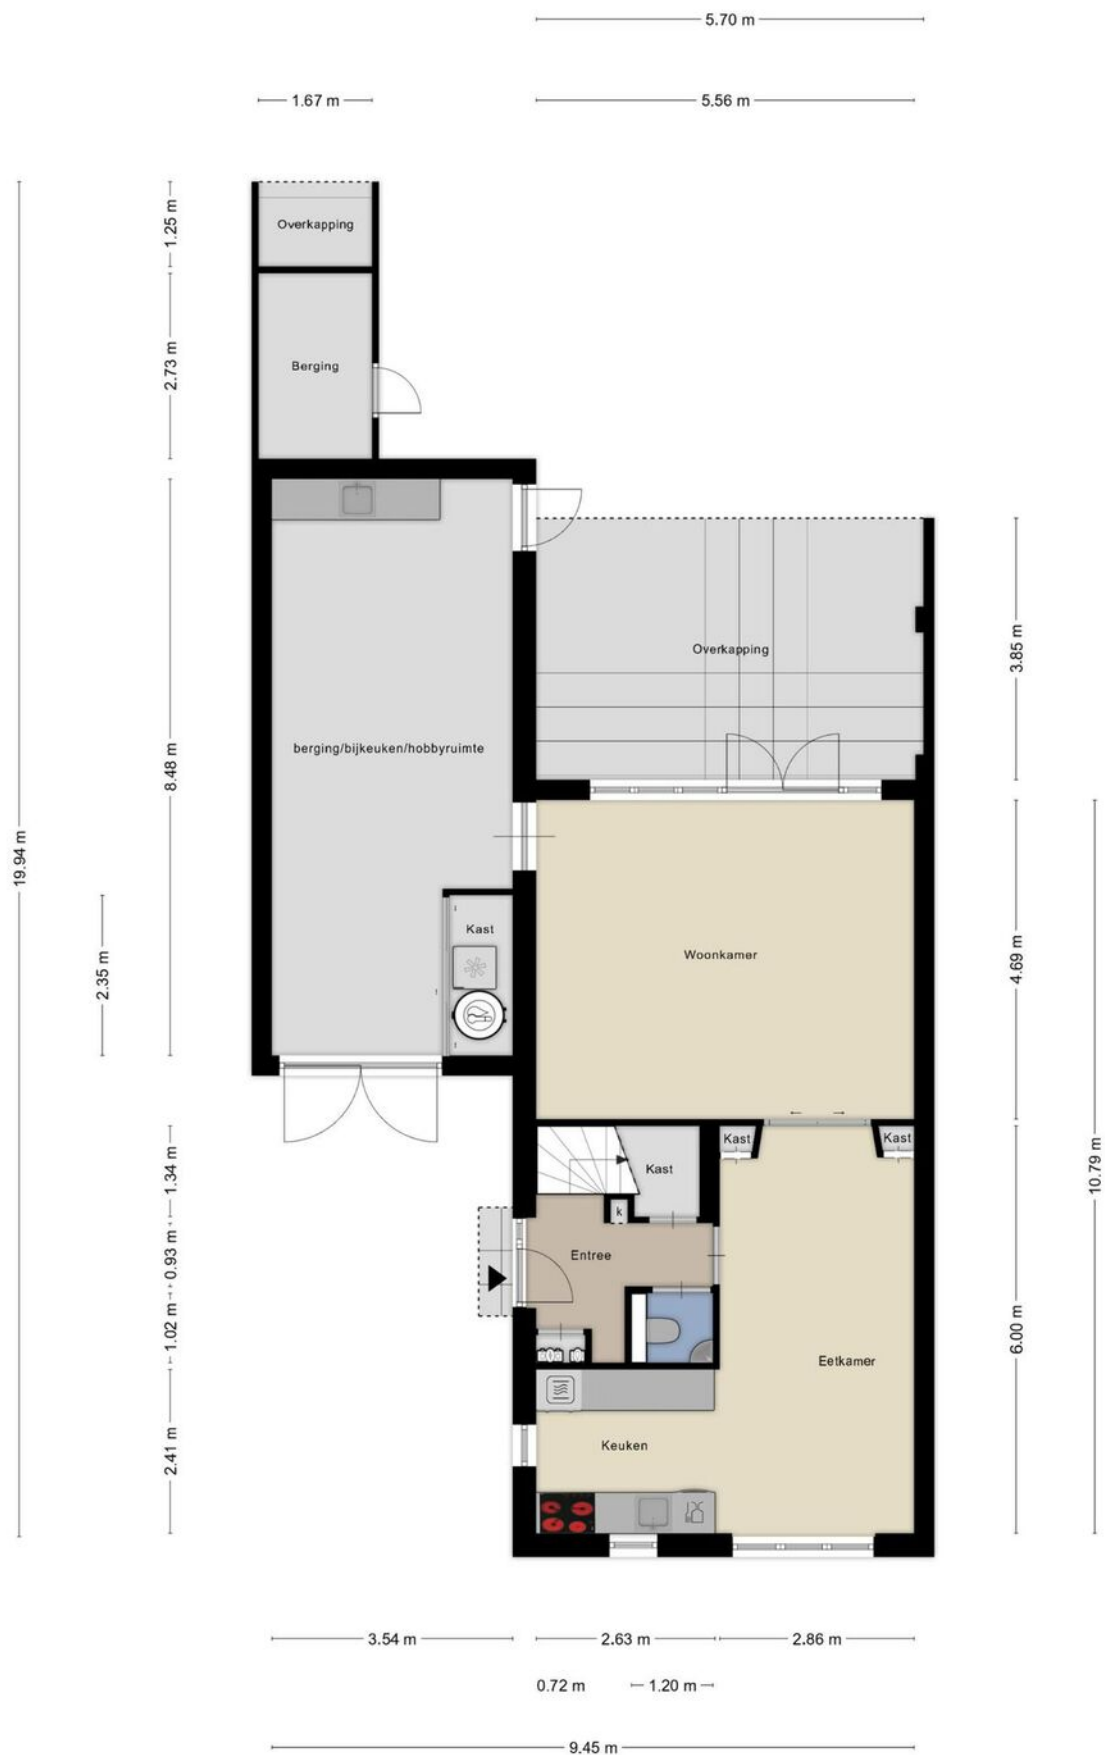 5.70 m
1.67 m
5.56 m
Overkapping
1.25 m
Berging
2.73 m
Overkapping
3.85 m
berging/bijkeuken/hobbyruimte
8.48 m
19.94 m
Kast
2.35 m
Woonkamer
4.69 m
Kast
Kast
Kast
1.34 m
10.79 m
k
Entree
0.93 m
1.02 m
6.00 m
Eetkamer
Keuken
2.41 m
3.54 m
2.63 m
2.86 m
0.72 m
1.20 m
9.45 m